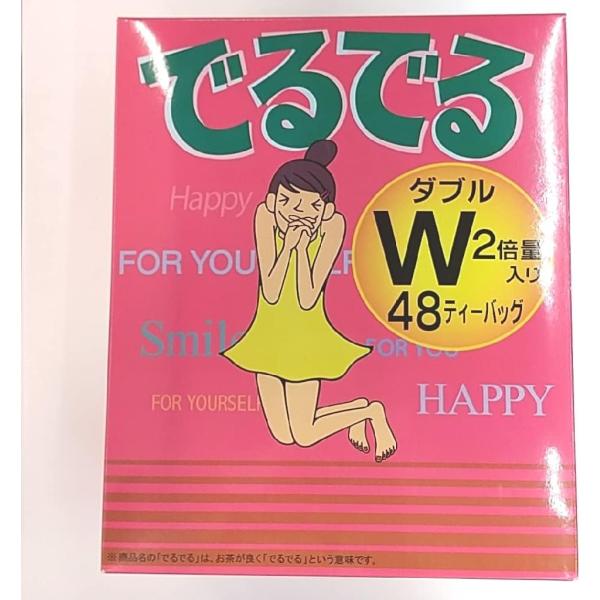 でるでる
Happy
ダブル
W2倍量
入り
48ティーバッグ
FOR YOU
Smile
FOR YOU
FOR YOURSELF
HAPPY
※商品名の「でるでる」は、お茶が良く「でるでる」という意味です。